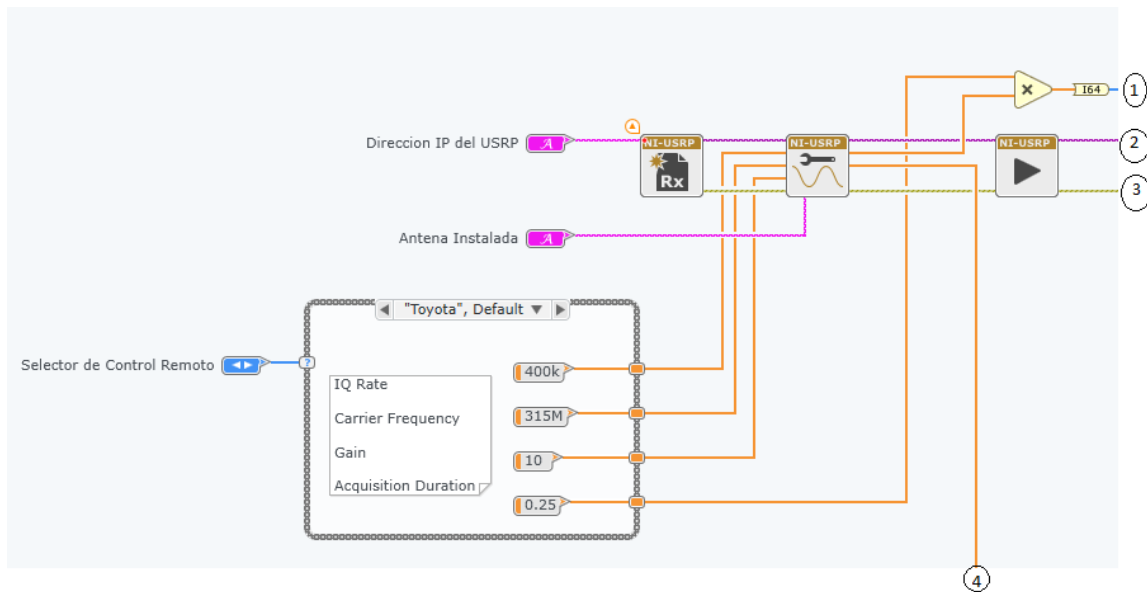 I64
1
Direccion IP del USRP
NI-USRP
NI-USRP
NI-USRP
2
Rx
3
Antena Instalada
"Toyota", Default
Selector de Control Remoto
?
400k
IQ Rate
315M
Carrier Frequency
10
Gain
0.25
Acquisition Duration
4